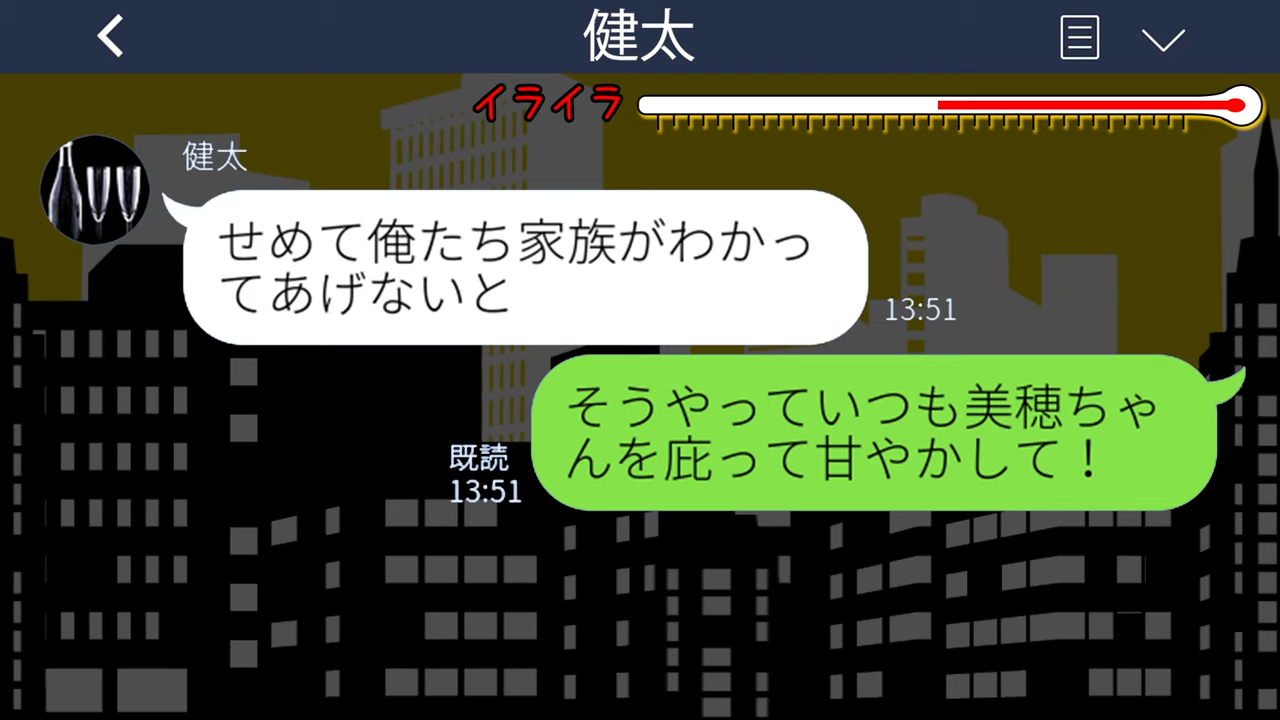 健太
イライラ
健太
せめて俺たち家族がわかっ
てあげないと
13:51
そうやっていつも美穂ちゃ
んを庇って甘やかして！
既読
13:51